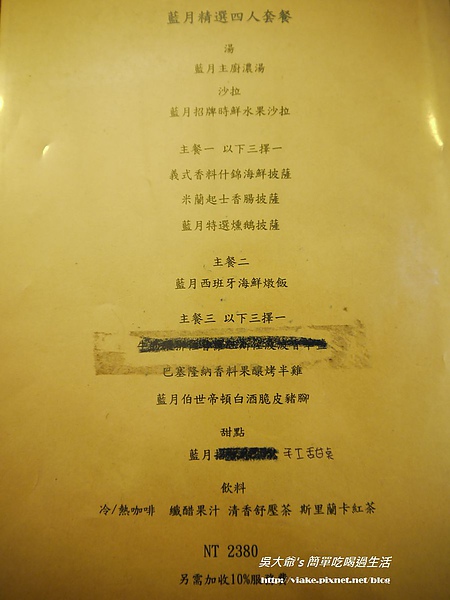 藍月精選四人套餐
湯
藍月主廚濃湯
沙拉
藍月招牌時鮮水果沙拉
主餐一 以下三擇一
義式香料什錦海鮮披薩
米蘭起士香腸披薩
藍月特選燻鵝披薩
主餐二
藍月西班牙海鮮燉飯
主餐三 以下三擇一
巴塞隆納香料果釀烤半雞
藍月伯世帝頓白酒脆皮豬腳
甜點
藍月 手工甜點
飲料
冷/熱咖啡 纖醋果汁 清香舒壓茶 斯里蘭卡紅茶
NT 2380
另需加收10%服務費
吳大爺's 簡單吃喝過生活
http://viake.pixnet.net/blog